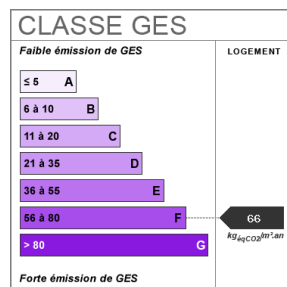 CLASSE GES
Faible émission de GES
LOGEMENT
≤ 5 A
6 à 10 B
11 à 20 C
21 à 35 D
36 à 55 E
56 à 80 F
66
kgéqCO2/m².an
> 80 G
Forte émission de GES